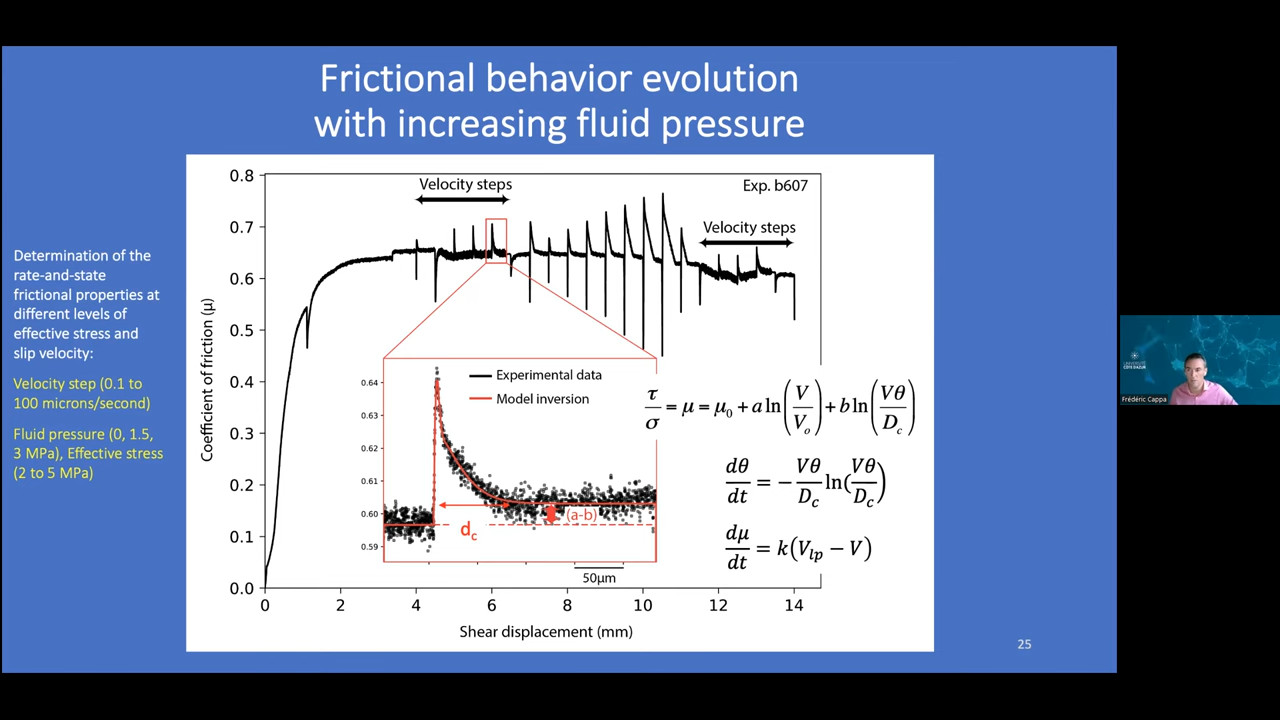 Frictional behavior evolution
with increasing fluid pressure
Determination of the
rate-and-state
frictional properties at
different levels of
effective stress and
slip velocity:
Velocity step (0.1 to
100 microns/second)
Fluid pressure (0, 1.5,
3 MPa), Effective stress
(2 to 5 MPa)
Coefficient of friction (μ)
0.8
0.7
0.6
0.5
0.4
0.3
0.2
0.1
0.0
Velocity steps
Exp. b607
Velocity steps
0.64
0.63
0.62
0.61
0.60
0.59
Experimental data
Model inversion
d_c
(a-b)
50μm
τ/σ = μ = μ₀ + a ln(V/V_o) + b ln(Vθ/D_c)
dθ/dt = −Vθ/D_c ln(Vθ/D_c)
dμ/dt = k(V_lp − V)
0 2 4 6 8 10 12 14
Shear displacement (mm)
25
UNIVERSITÉ
CÔTE D'AZUR
Frédéric Cappa